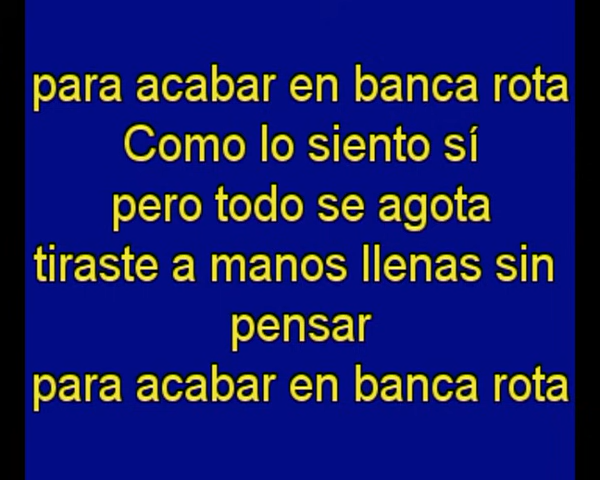 para acabar en banca rota
Como lo siento sí
pero todo se agota
tiraste a manos llenas sin
pensar
para acabar en banca rota